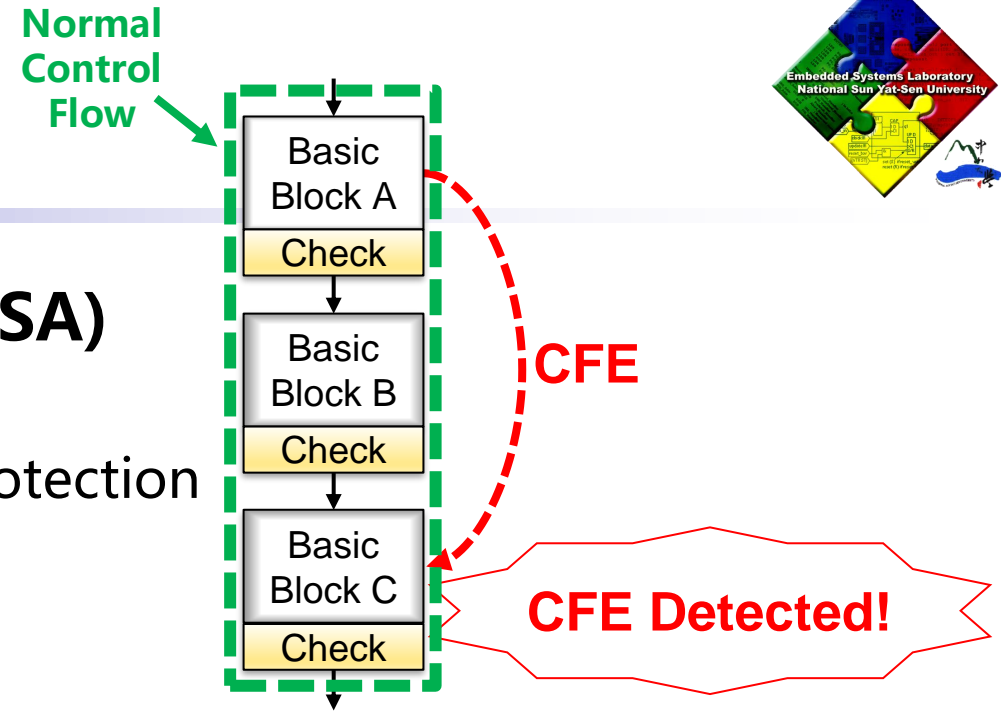 Normal
Control
Flow
Embedded Systems Laboratory
National Sun Yat-Sen University
Basic
Block A
Check
SA)
Basic
Block B
CFE
Check
otection
Basic
Block C
CFE Detected!
Check